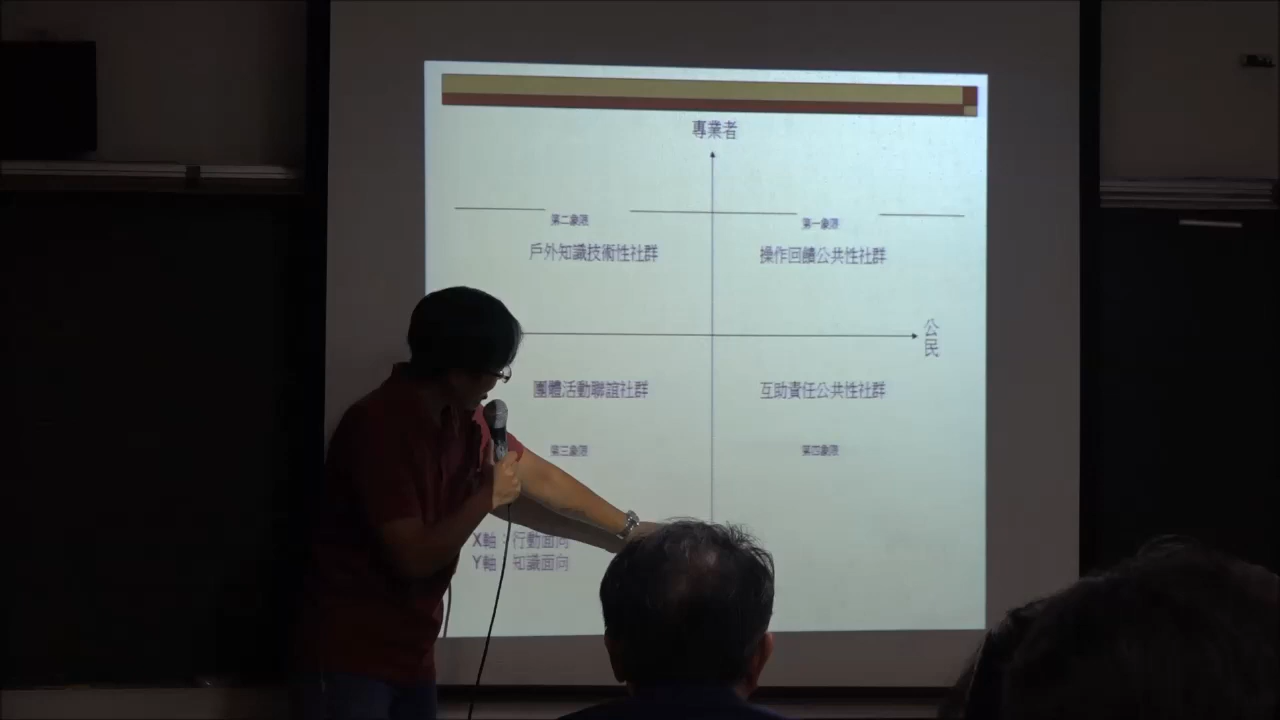 專業者
第二象限
第一象限
戶外知識技術性社群
操作回饋公共性社群
公民
團體活動聯誼社群
互助責任公共性社群
第三象限
第四象限
X軸：行動面向
Y軸：知識面向